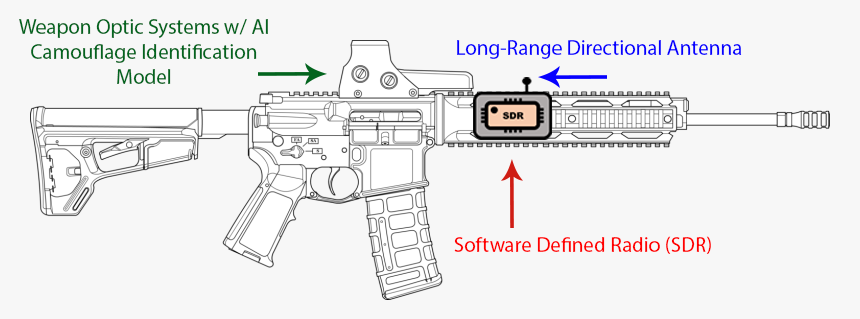 Weapon Optic Systems w/ AI
Camouflage Identification
Model
Long-Range Directional Antenna
SDR
Software Defined Radio (SDR)